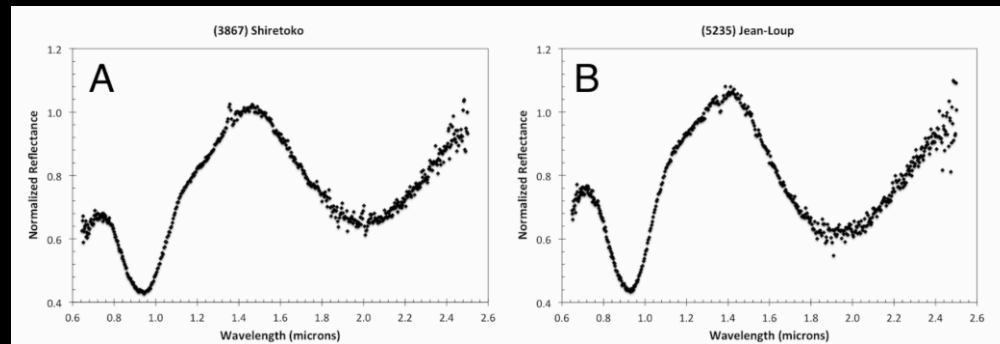 (3867) Shiretoko
A
1.2
1.0
0.8
0.6
0.4
Normalized Reflectance
0.6 0.8 1.0 1.2 1.4 1.6 1.8 2.0 2.2 2.4 2.6
Wavelength (microns)
(5235) Jean-Loup
B
1.2
1.0
0.8
0.6
0.4
Normalized Reflectance
0.6 0.8 1.0 1.2 1.4 1.6 1.8 2.0 2.2 2.4 2.6
Wavelength (microns)